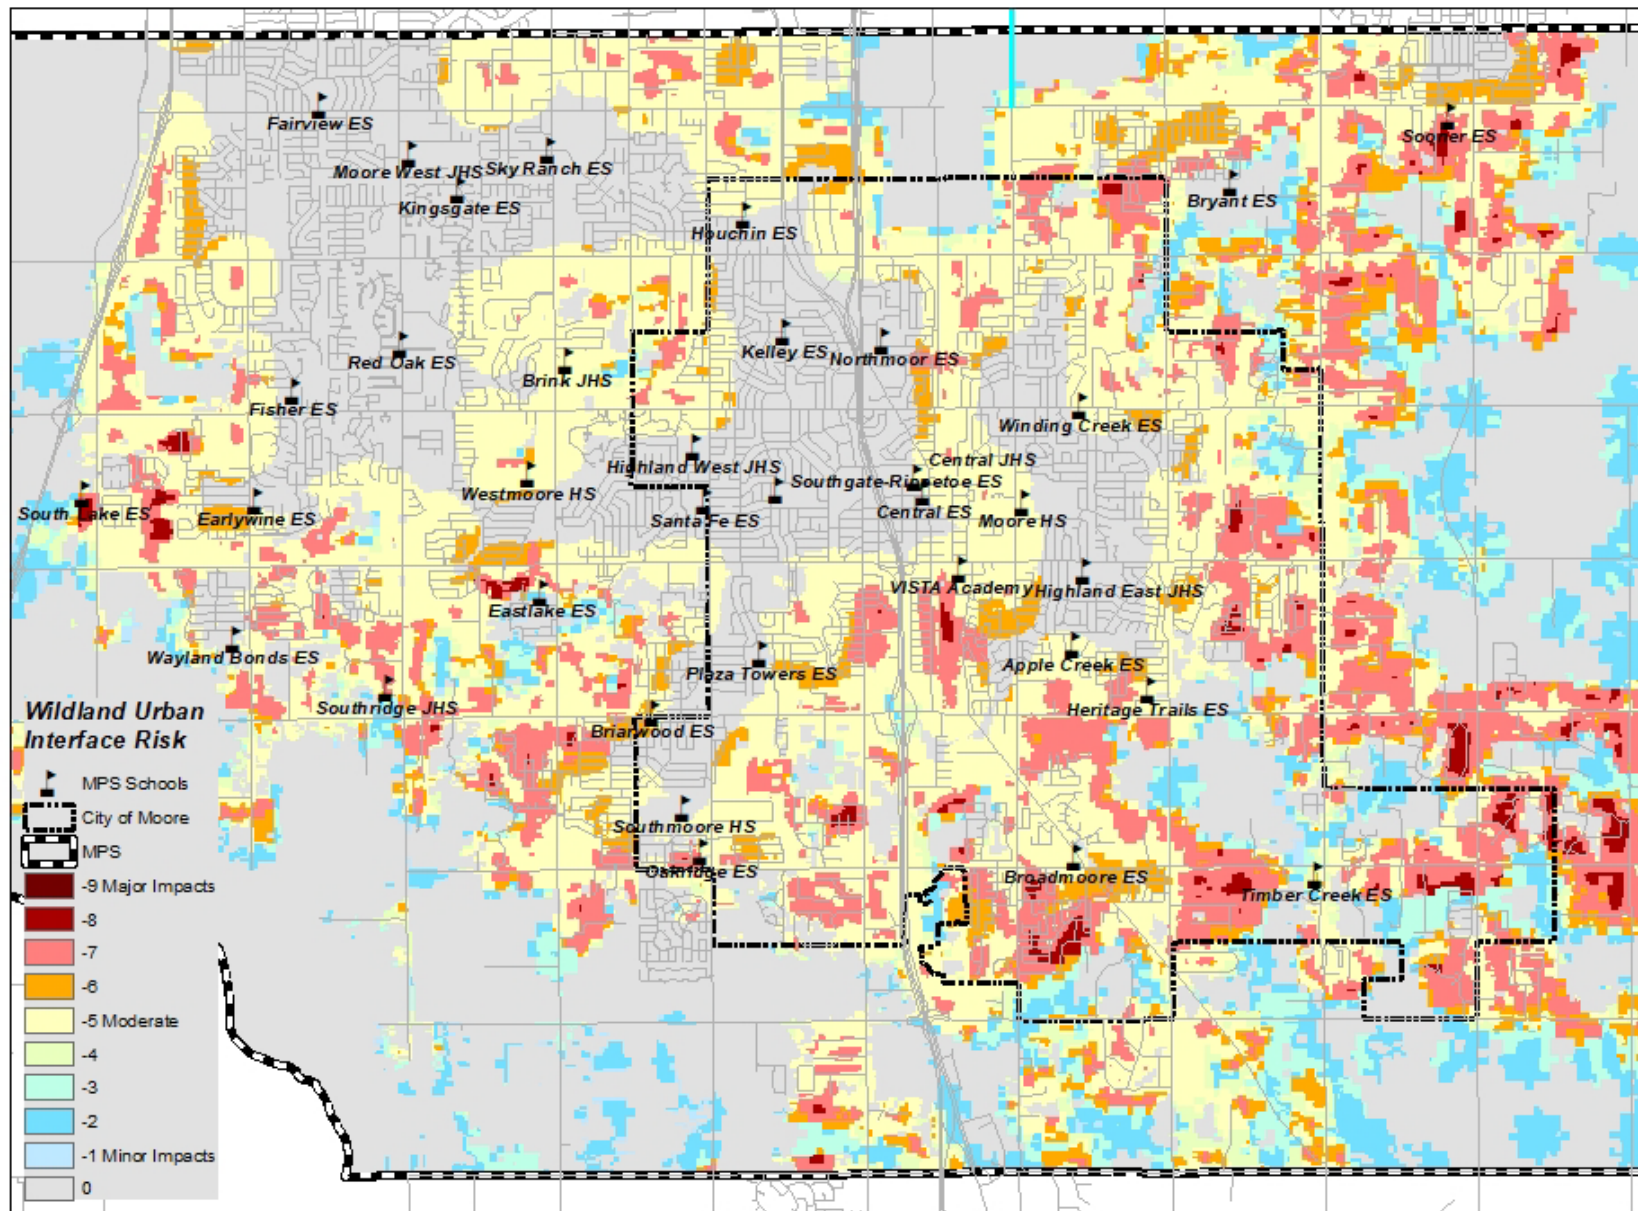 Fairview ES
Sooner ES
Moore West JHS
Sky Ranch ES
Kingsgate ES
Bryant ES
Houchin ES
Kelley ES
Northmoor ES
Red Oak ES
Brink JHS
Fisher ES
Winding Creek ES
Highland West JHS
Central JHS
Southgate-Rippetoe ES
Westmoore HS
South Lake ES
Earlywine ES
Santa Fe ES
Central ES
Moore HS
VISTA Academy
Highland East JHS
Eastlake ES
Wayland Bonds ES
Plaza Towers ES
Apple Creek ES
Southridge JHS
Heritage Trails ES
Briarwood ES
Southmoore HS
Oakridge ES
Broadmoore ES
Timber Creek ES
Wildland Urban
Interface Risk
MPS Schools
City of Moore
MPS
-9 Major Impacts
-8
-7
-6
-5 Moderate
-4
-3
-2
-1 Minor Impacts
0